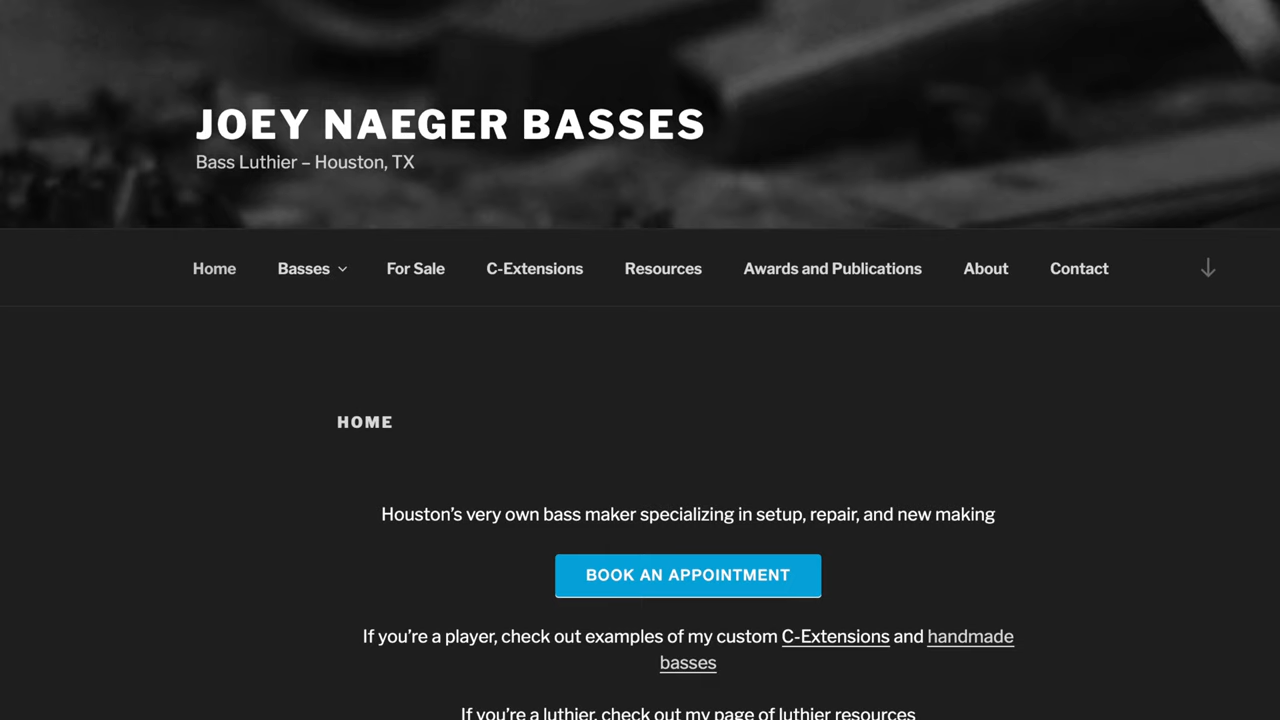 JOEY NAEGER BASSES
Bass Luthier – Houston, TX
Home Basses For Sale C-Extensions Resources Awards and Publications About Contact
HOME
Houston’s very own bass maker specializing in setup, repair, and new making
BOOK AN APPOINTMENT
If you’re a player, check out examples of my custom C-Extensions and handmade
basses
If you’re a luthier, check out my page of luthier resources